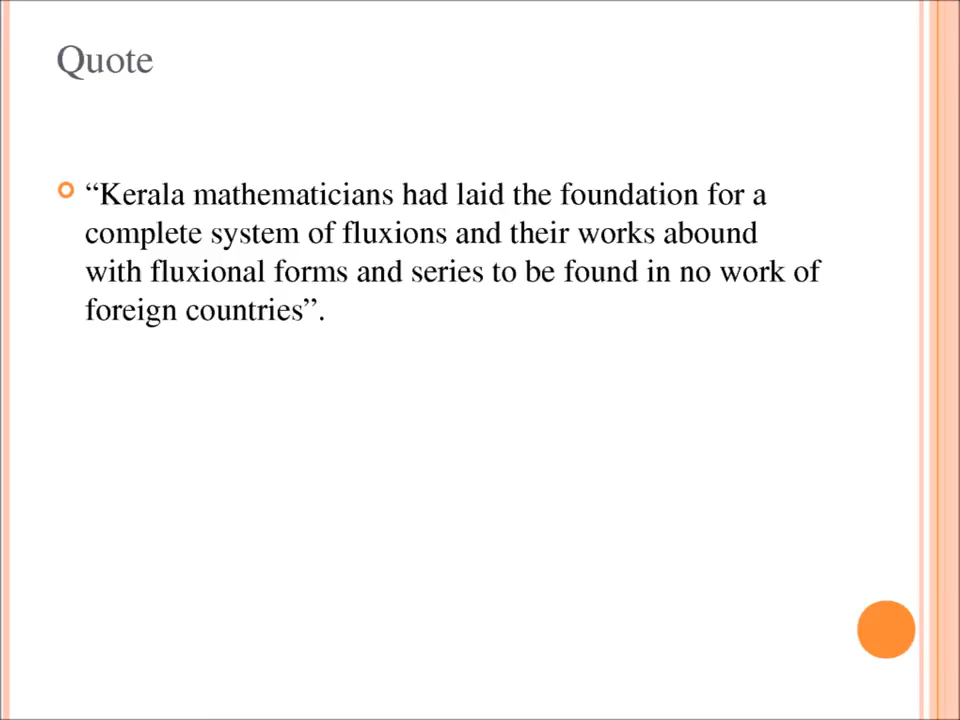 Quote
“Kerala mathematicians had laid the foundation for a
complete system of fluxions and their works abound
with fluxional forms and series to be found in no work of
foreign countries”.